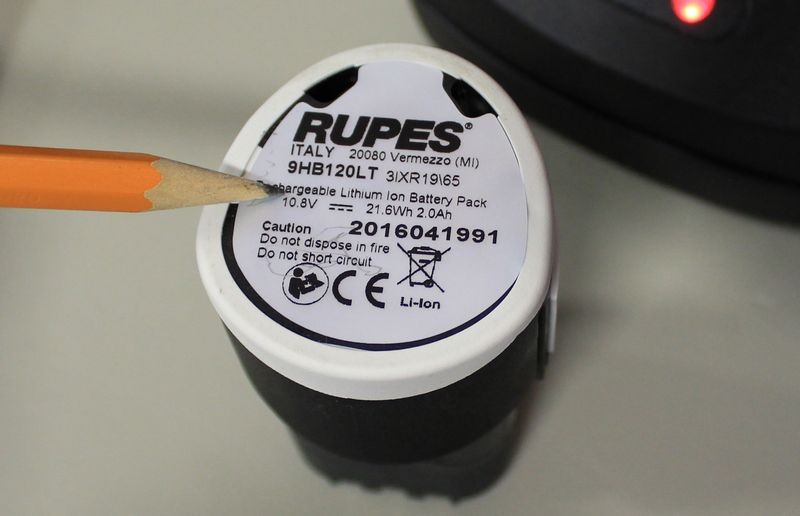 RUPES®
ITALY 20080 Vermezzo (MI)
9HB120LT 3IXR19\65
Lithium Ion Battery Pack
10.8V ⎓ 21.6Wh 2.0Ah
Caution 2016041991
Do not dispose in fire
Do not short circuit
CE
Li-Ion